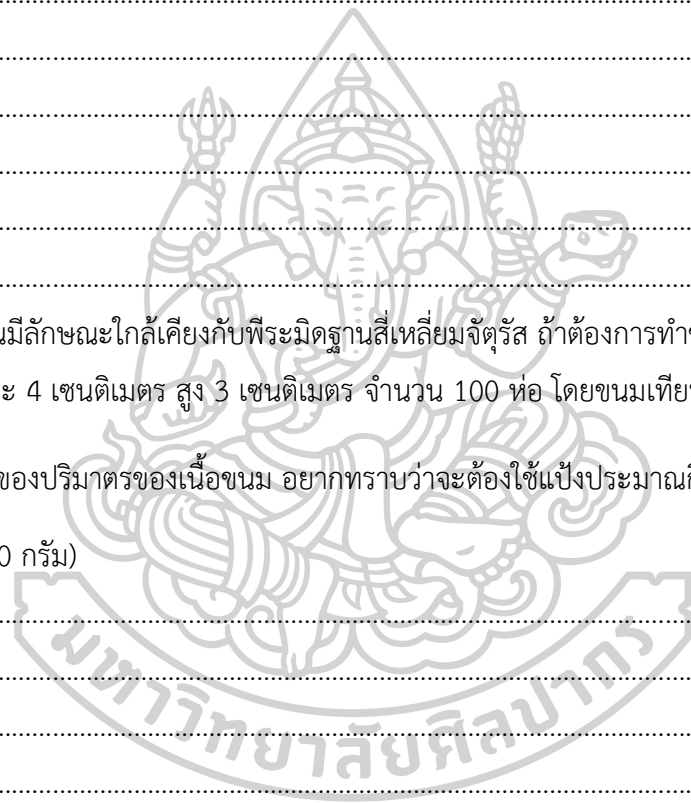 นมีลักษณะใกล้เคียงกับพีระมิดฐานสี่เหลี่ยมจัตุรัส ถ้าต้องการทำข
ะ 4 เซนติเมตร สูง 3 เซนติเมตร จำนวน 100 ห่อ โดยขนมเทียน
ของปริมาตรของเนื้อขนม อยากทราบว่าจะต้องใช้แป้งประมาณกี่
0 กรัม)
มหาวิทยาลัยศิลปากร